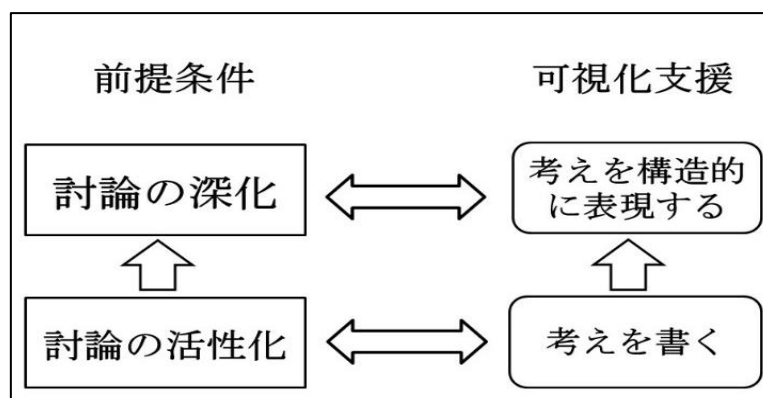 前提条件
可視化支援
討論の深化
考えを構造的
に表現する
討論の活性化
考えを書く